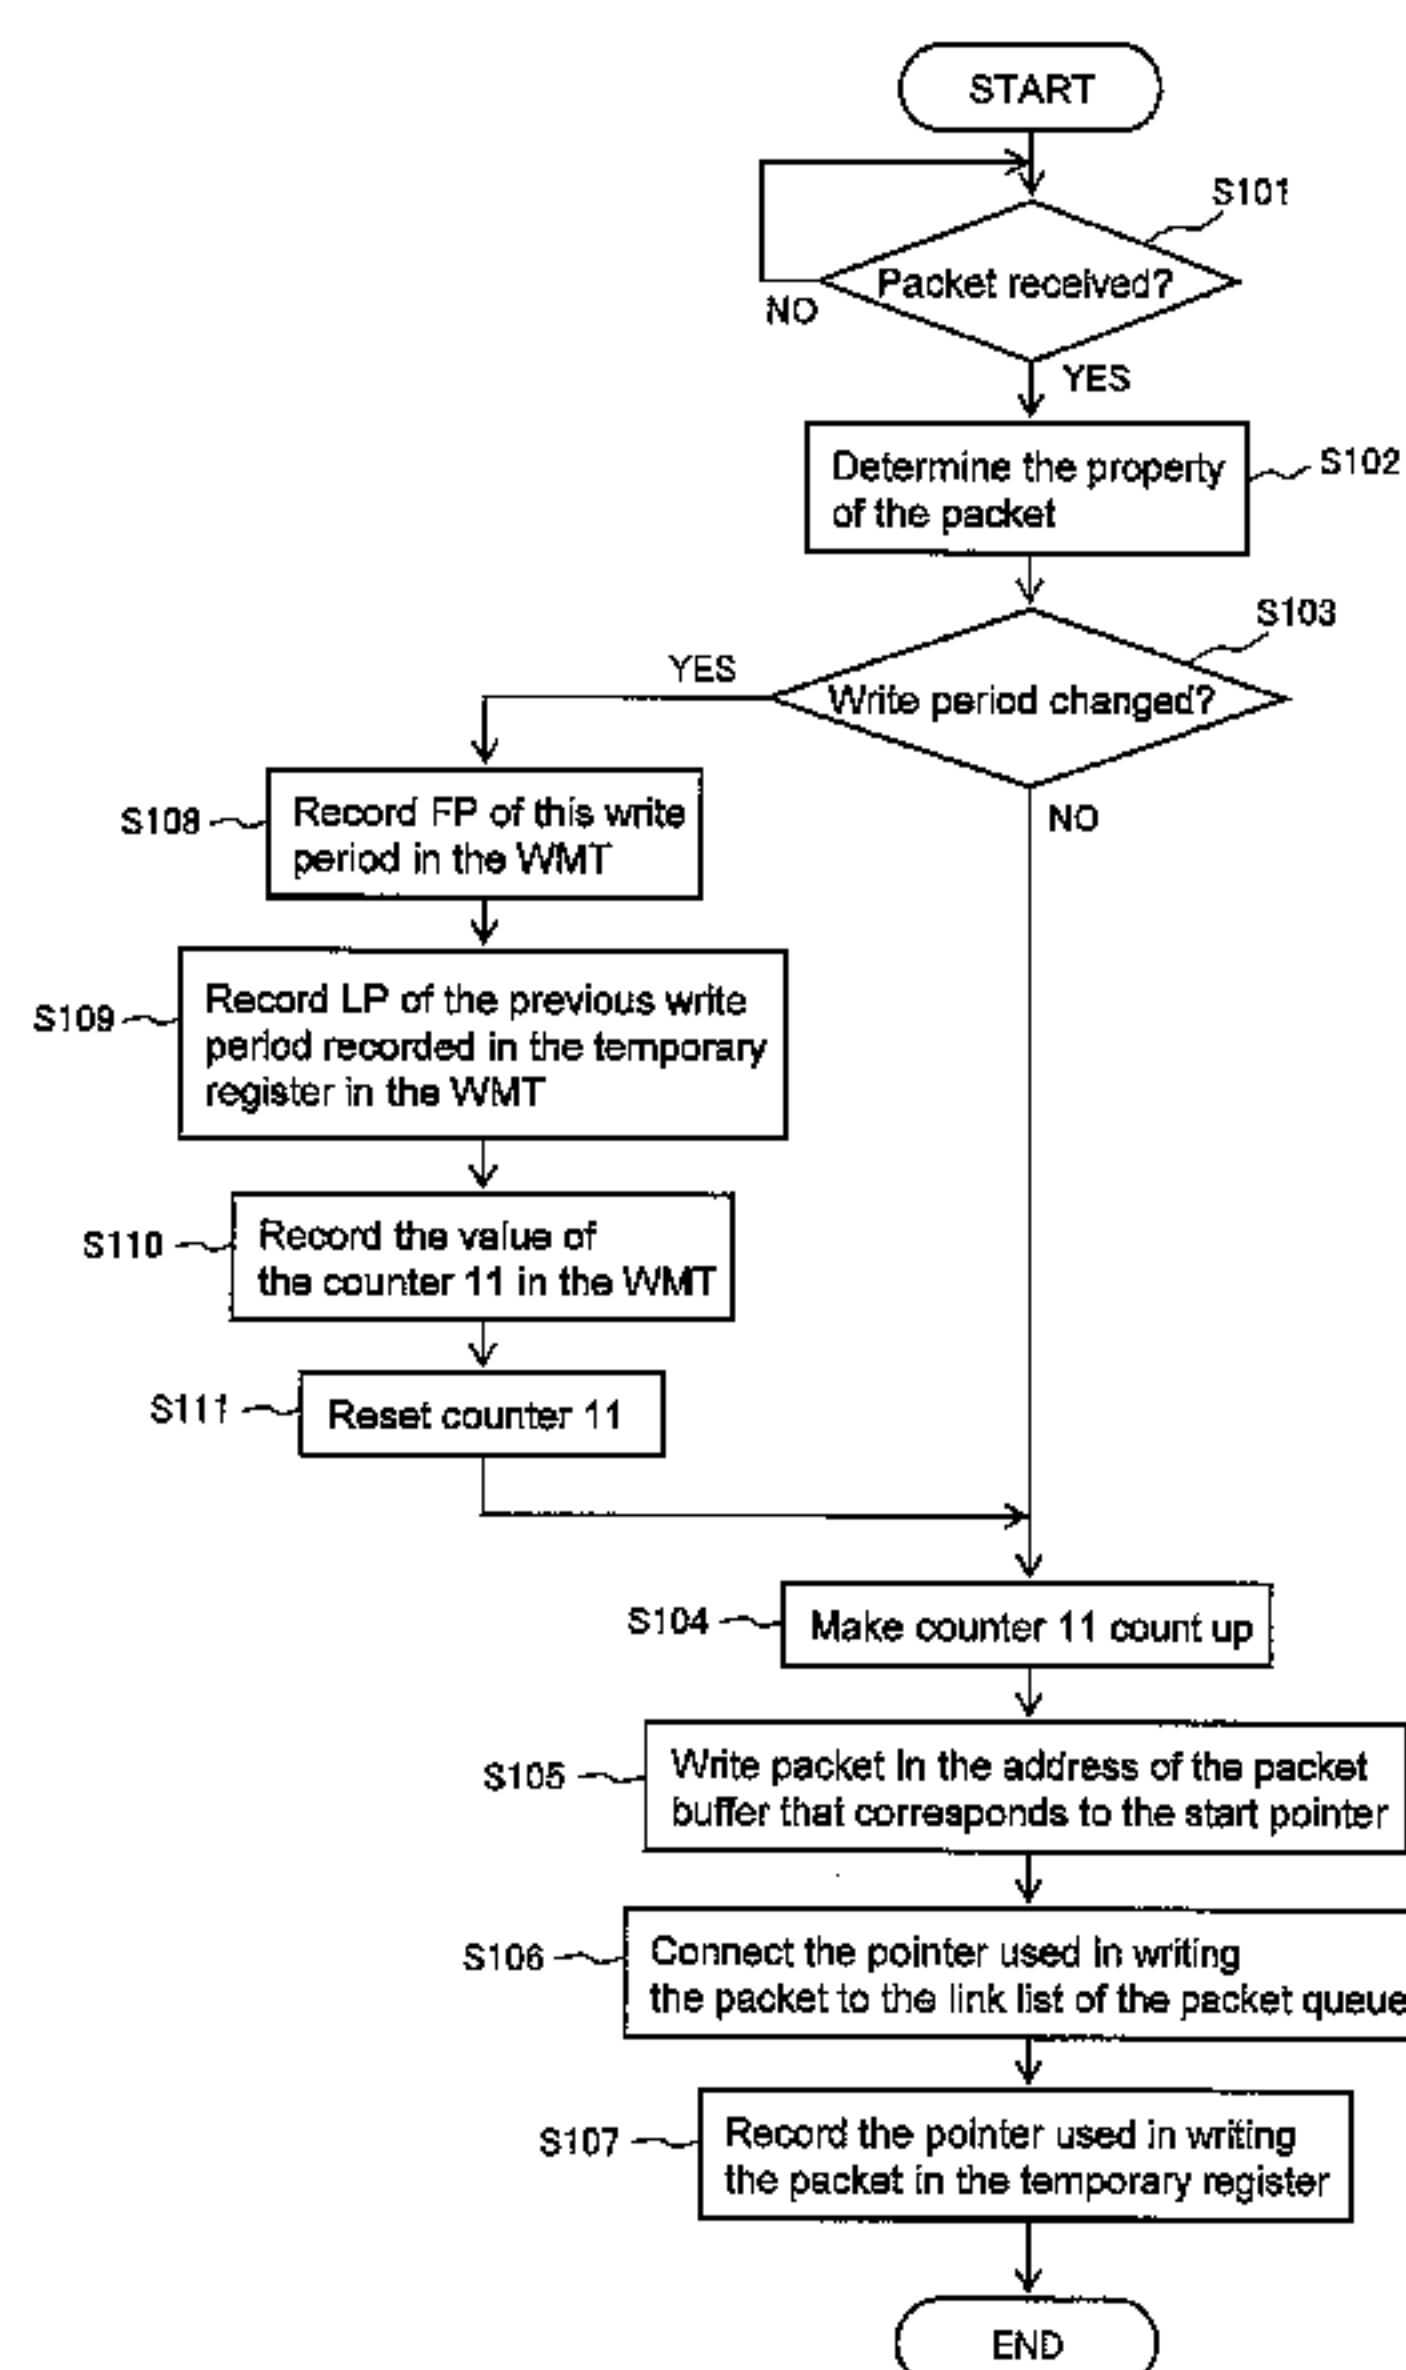 START
S101
Packet received?
NO
YES
Determine the property
of the packet
S102
S103
YES
Write period changed?
NO
S108
Record FP of this write
period in the WMT
S109
Record LP of the previous write
period recorded in the temporary
register in the WMT
S110
Record the value of
the counter 11 in the WMT
S111
Reset counter 11
S104
Make counter 11 count up
S105
Write packet in the address of the packet
buffer that corresponds to the start pointer
S106
Connect the pointer used in writing
the packet to the link list of the packet queue
S107
Record the pointer used in writing
the packet in the temporary register
END